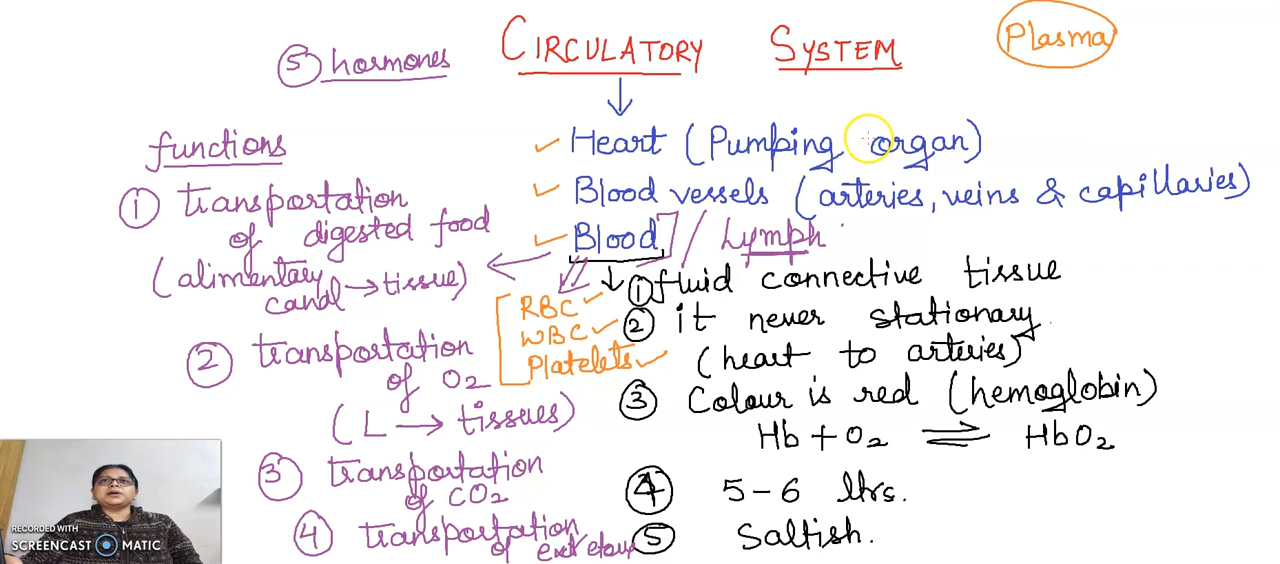 CIRCULATORY SYSTEM
Plasma
⑤ hormones
Heart (Pumping organ)
Blood vessels (arteries, veins & capillaries)
Blood / Lymph
① fluid connective tissue
② it never stationary
(heart to arteries)
③ Colour is red (hemoglobin)
Hb + O2 ⇌ HbO2
④ 5-6 ltrs.
⑤ Saltish.
RBC
WBC
Platelets
functions
① transportation
of digested food
(alimentary
canal → tissue)
② transportation
of O2
(L → tissues)
③ transportation
of CO2
④ transportation
of
RECORDED WITH
SCREENCAST MATIC